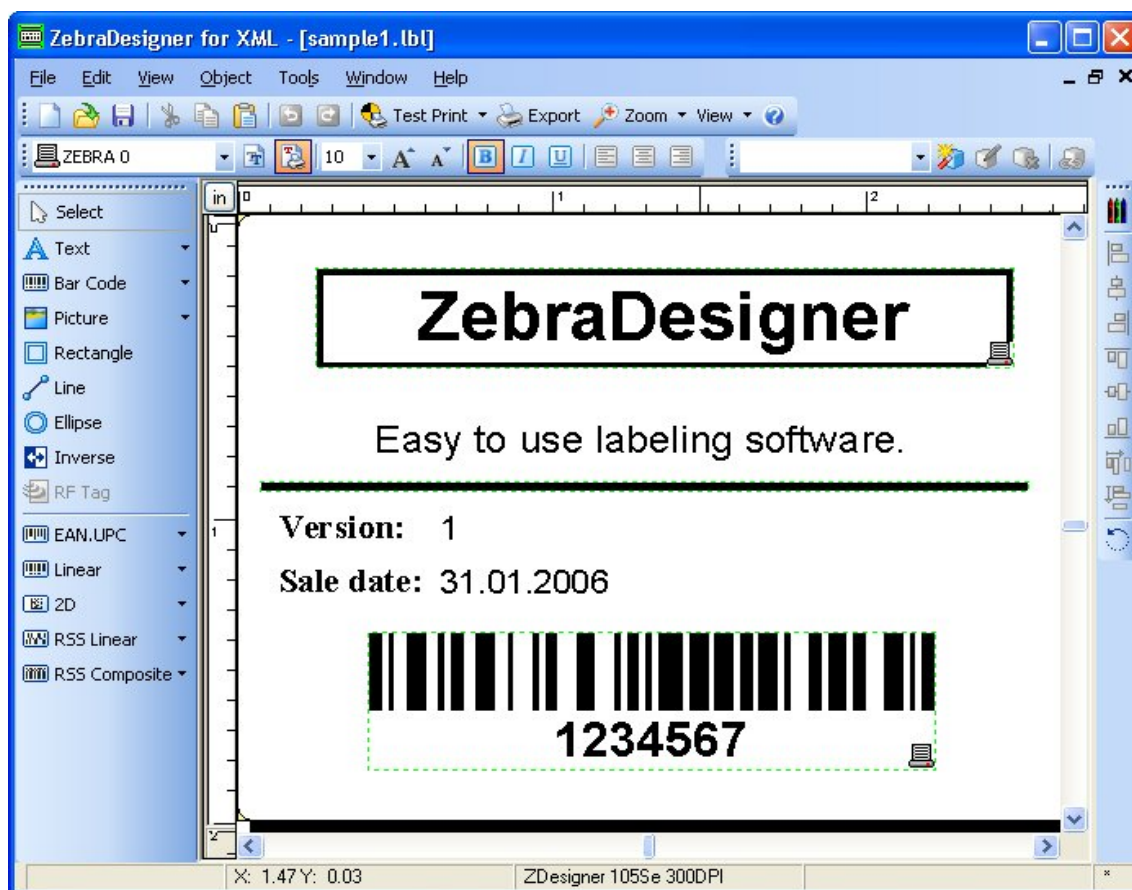 ZebraDesigner for XML - [sample1.lbl]
File Edit View Object Tools Window Help
Test Print Export Zoom View
ZEBRA 0 10 A A B I U
in 0 1 2
Select
Text
Bar Code
Picture
Rectangle
Line
Ellipse
Inverse
RF Tag
EAN.UPC
Linear
2D
RSS Linear
RSS Composite
0
1
2
ZebraDesigner
Easy to use labeling software.
Version: 1
Sale date: 31.01.2006
1234567
X: 1.47 Y: 0.03 ZDesigner 105Se 300DPI *